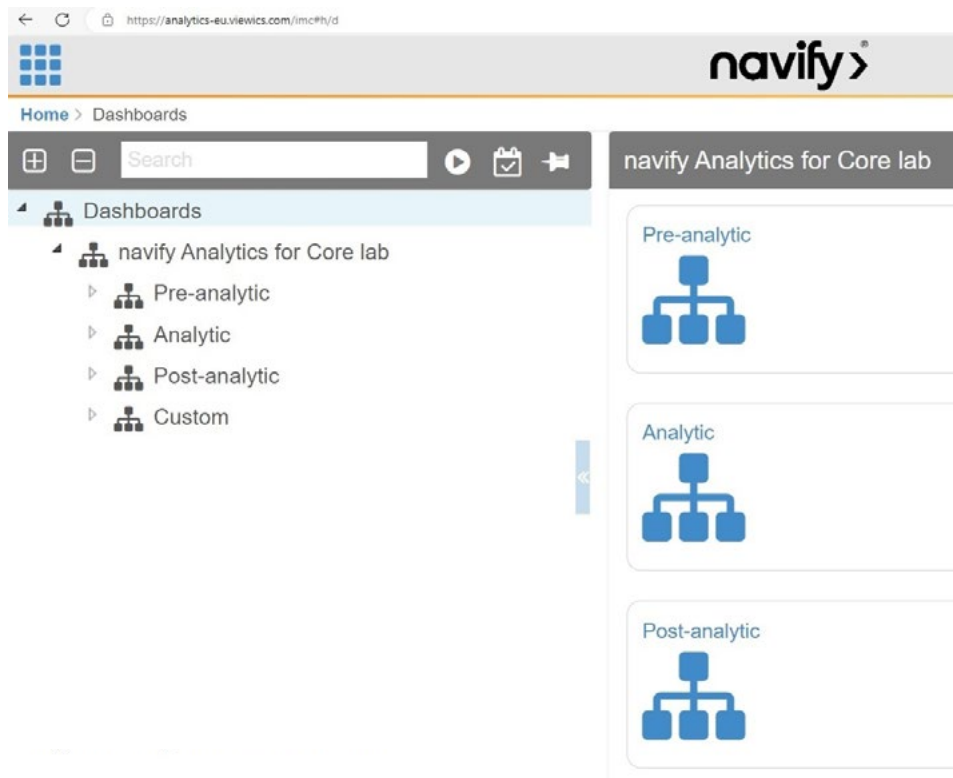 https://analytics-eu.viewics.com/imc#h/d
navify®
Home > Dashboards
Search
Dashboards
navify Analytics for Core lab
Pre-analytic
Analytic
Post-analytic
Custom
navify Analytics for Core lab
Pre-analytic
Analytic
Post-analytic